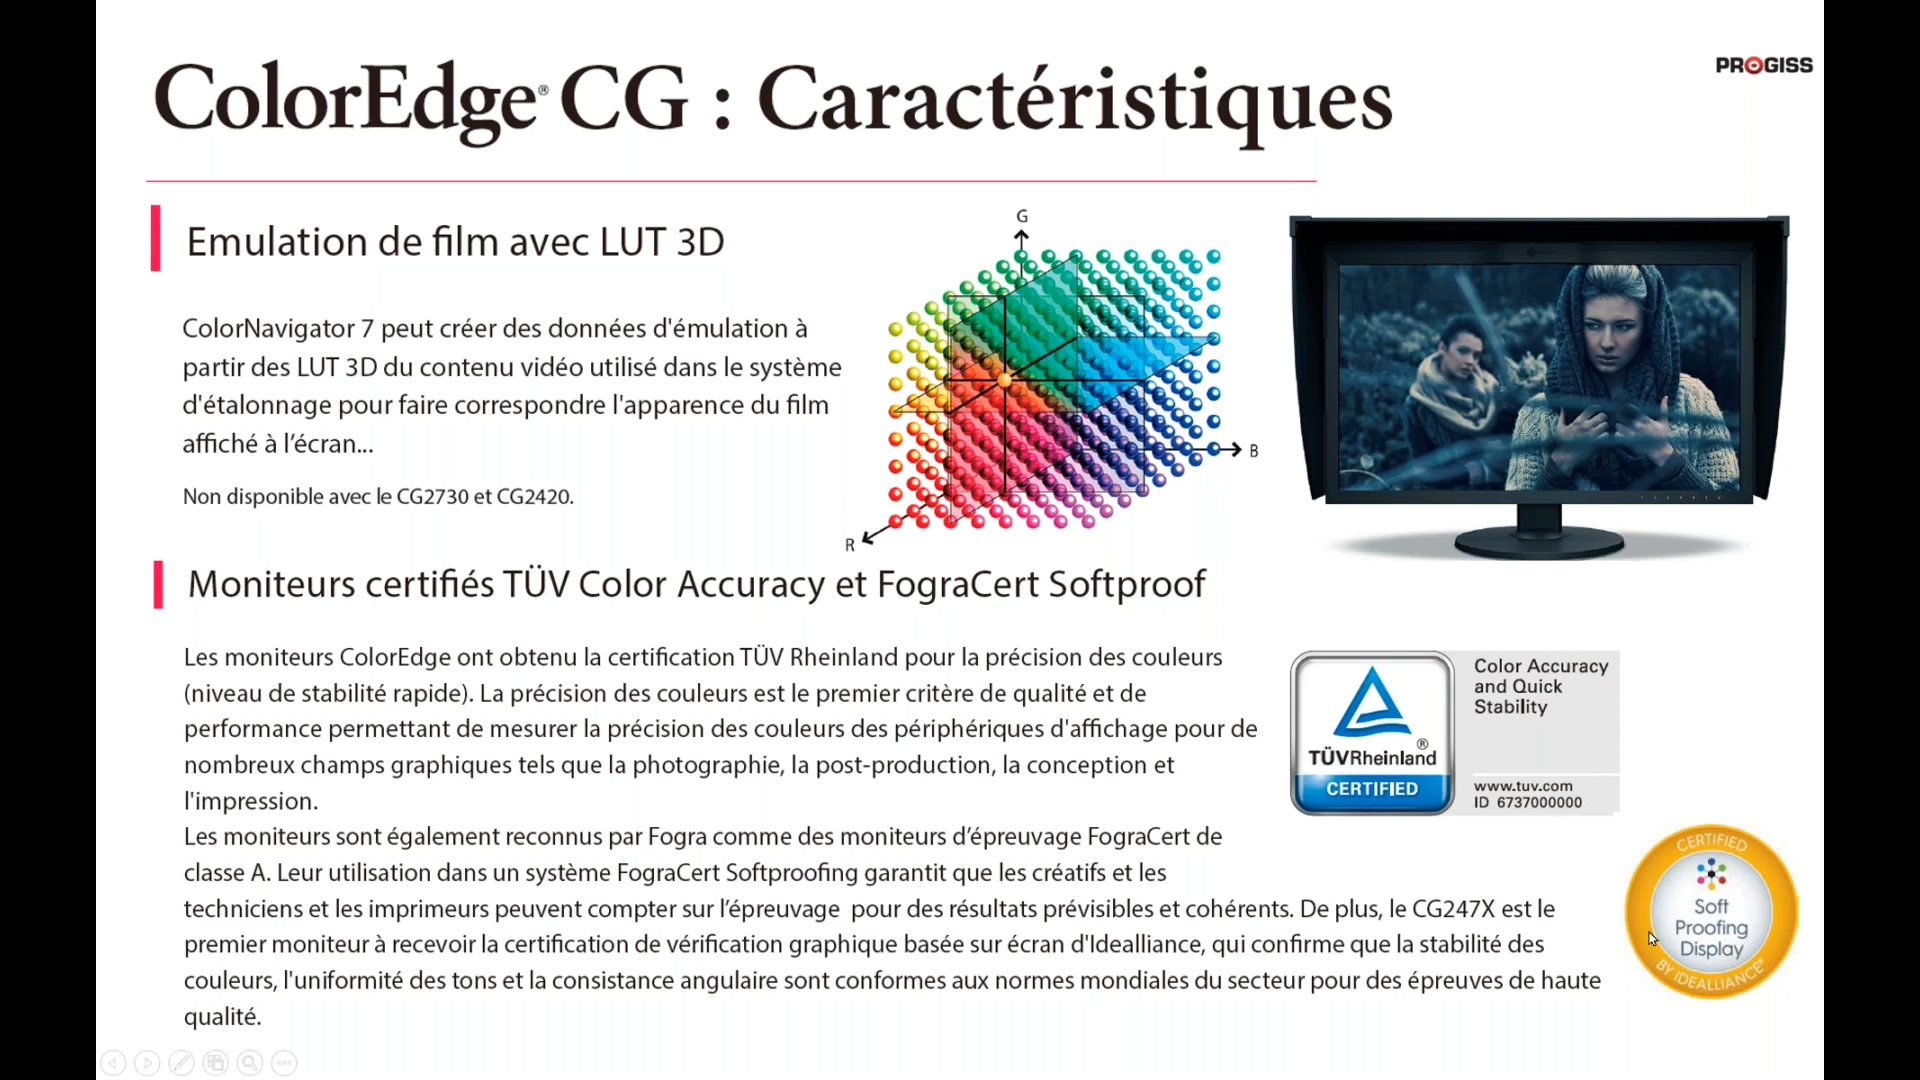 ColorEdge® CG : Caractéristiques
PROGISS
Emulation de film avec LUT 3D
ColorNavigator 7 peut créer des données d'émulation à
partir des LUT 3D du contenu vidéo utilisé dans le système
d'étalonnage pour faire correspondre l'apparence du film
affiché à l’écran...
Non disponible avec le CG2730 et CG2420.
G
B
R
Moniteurs certifiés TÜV Color Accuracy et FograCert Softproof
Les moniteurs ColorEdge ont obtenu la certification TÜV Rheinland pour la précision des couleurs
(niveau de stabilité rapide). La précision des couleurs est le premier critère de qualité et de
performance permettant de mesurer la précision des couleurs des périphériques d'affichage pour de
nombreux champs graphiques tels que la photographie, la post-production, la conception et
l'impression.
Les moniteurs sont également reconnus par Fogra comme des moniteurs d’épreuvage FograCert de
classe A. Leur utilisation dans un système FograCert Softproofing garantit que les créatifs et les
techniciens et les imprimeurs peuvent compter sur l’épreuvage pour des résultats prévisibles et cohérents. De plus, le CG247X est le
premier moniteur à recevoir la certification de vérification graphique basée sur écran d'Idealliance, qui confirme que la stabilité des
couleurs, l'uniformité des tons et la consistance angulaire sont conformes aux normes mondiales du secteur pour des épreuves de haute
qualité.
®
TÜVRheinland
CERTIFIED
Color Accuracy
and Quick
Stability
www.tuv.com
ID 6737000000
CERTIFIED
Soft
Proofing
Display
BY IDEALLIANCE®